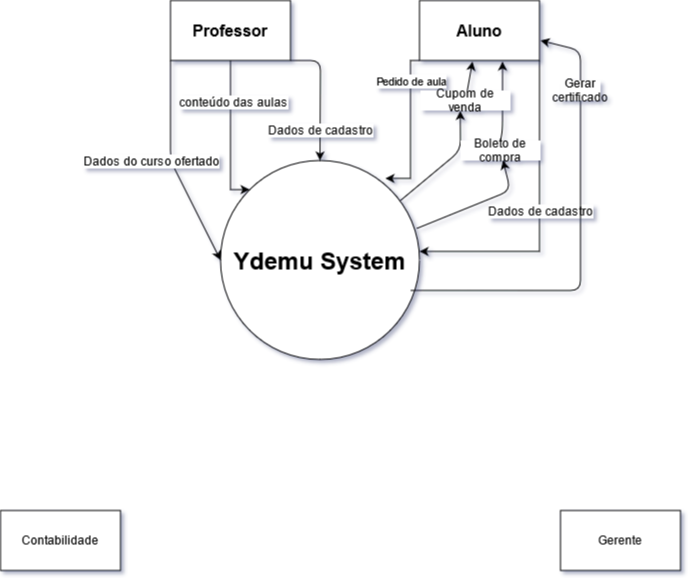 Professor
Aluno
Pedido de aula
Gerar
certificado
Cupom de
venda
conteúdo das aulas
Dados de cadastro
Boleto de
compra
Dados do curso ofertado
Dados de cadastro
Ydemu System
Contabilidade
Gerente